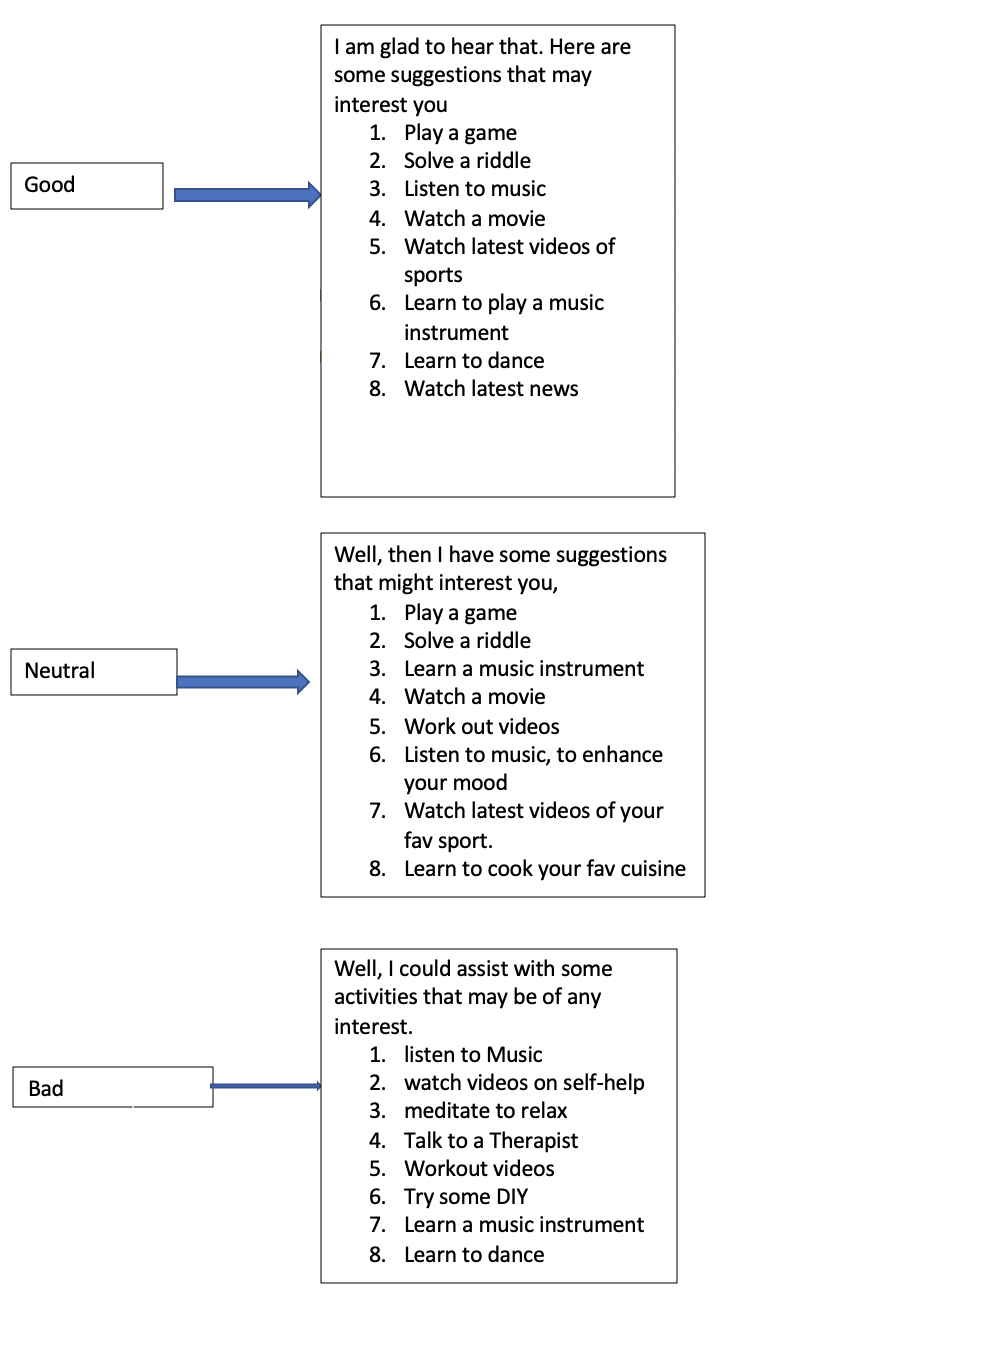 Good
I am glad to hear that. Here are
some suggestions that may
interest you
1. Play a game
2. Solve a riddle
3. Listen to music
4. Watch a movie
5. Watch latest videos of
sports
6. Learn to play a music
instrument
7. Learn to dance
8. Watch latest news
Neutral
Well, then I have some suggestions
that might interest you,
1. Play a game
2. Solve a riddle
3. Learn a music instrument
4. Watch a movie
5. Work out videos
6. Listen to music, to enhance
your mood
7. Watch latest videos of your
fav sport.
8. Learn to cook your fav cuisine
Bad
Well, I could assist with some
activities that may be of any
interest.
1. listen to Music
2. watch videos on self-help
3. meditate to relax
4. Talk to a Therapist
5. Workout videos
6. Try some DIY
7. Learn a music instrument
8. Learn to dance